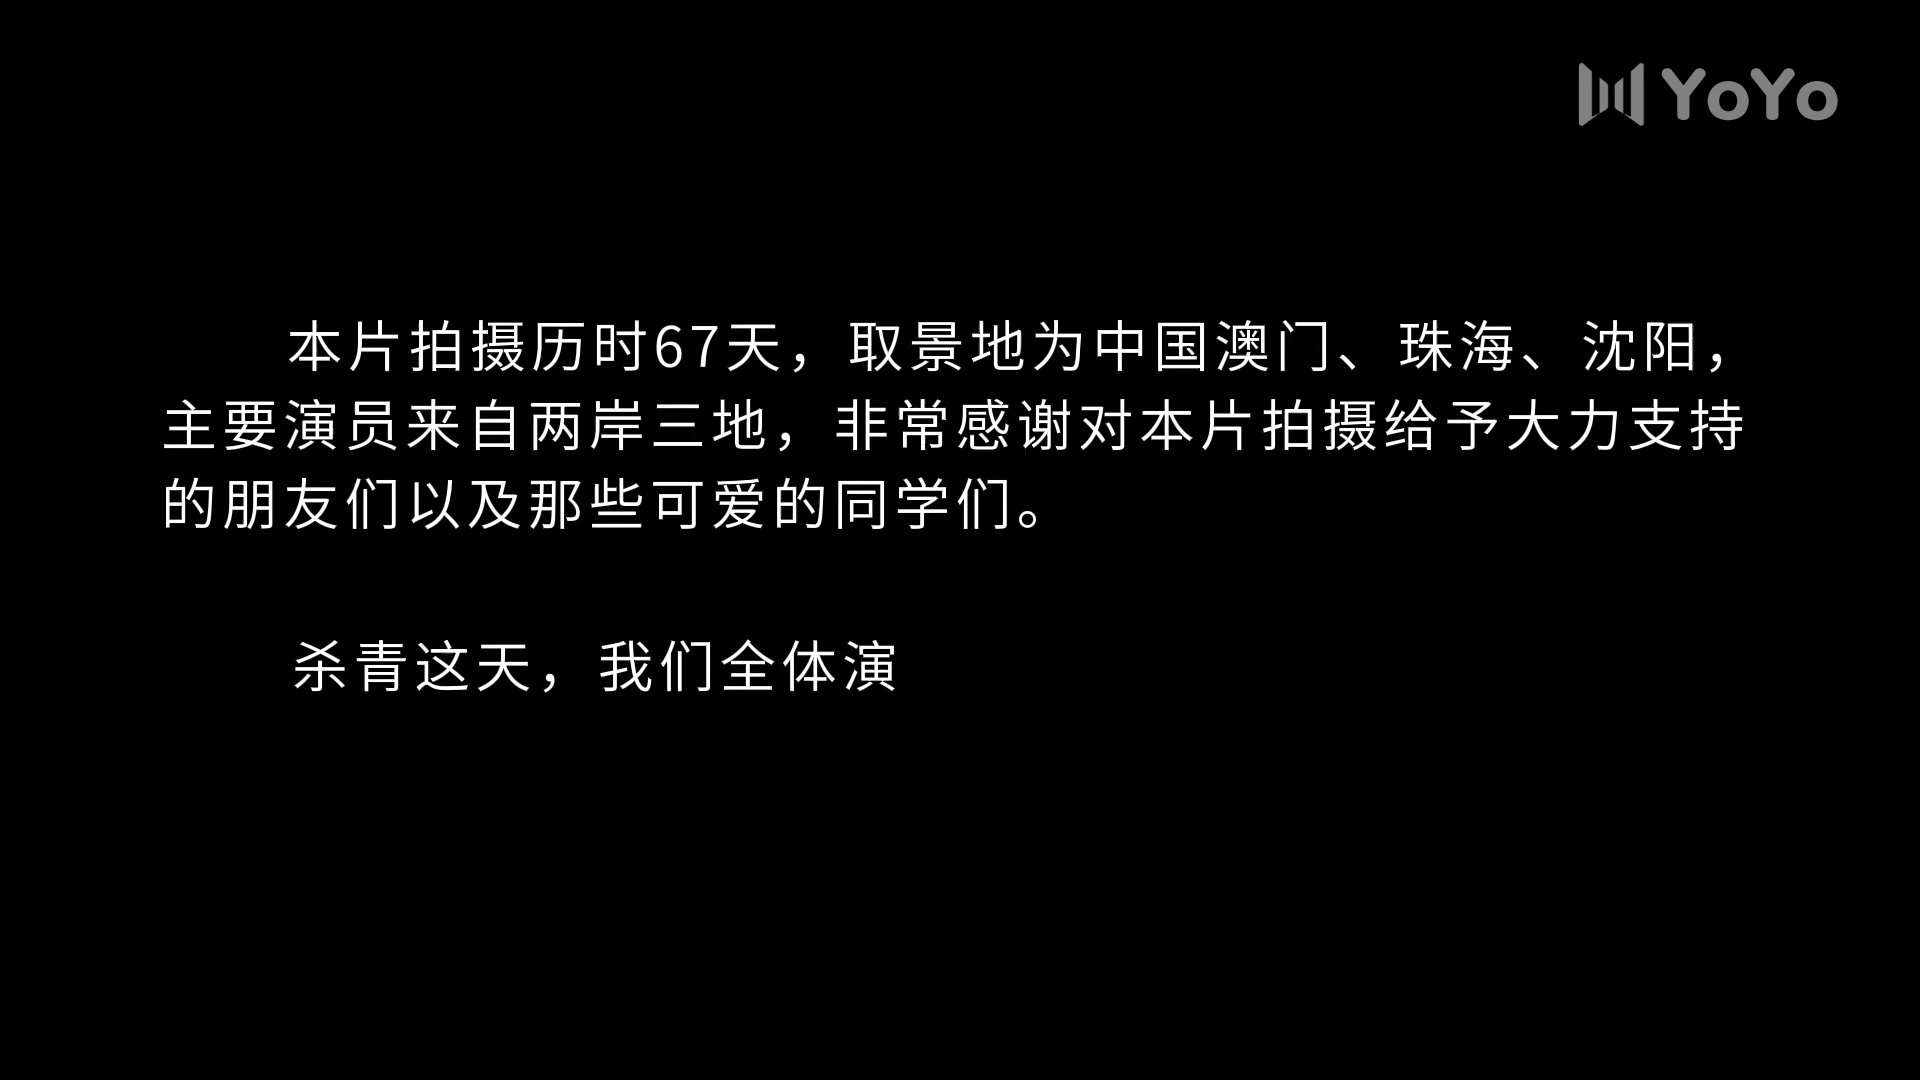 YoYo
本片拍摄历时67天，取景地为中国澳门、珠海、沈阳，
主要演员来自两岸三地，非常感谢对本片拍摄给予大力支持
的朋友们以及那些可爱的同学们。
杀青这天，我们全体演